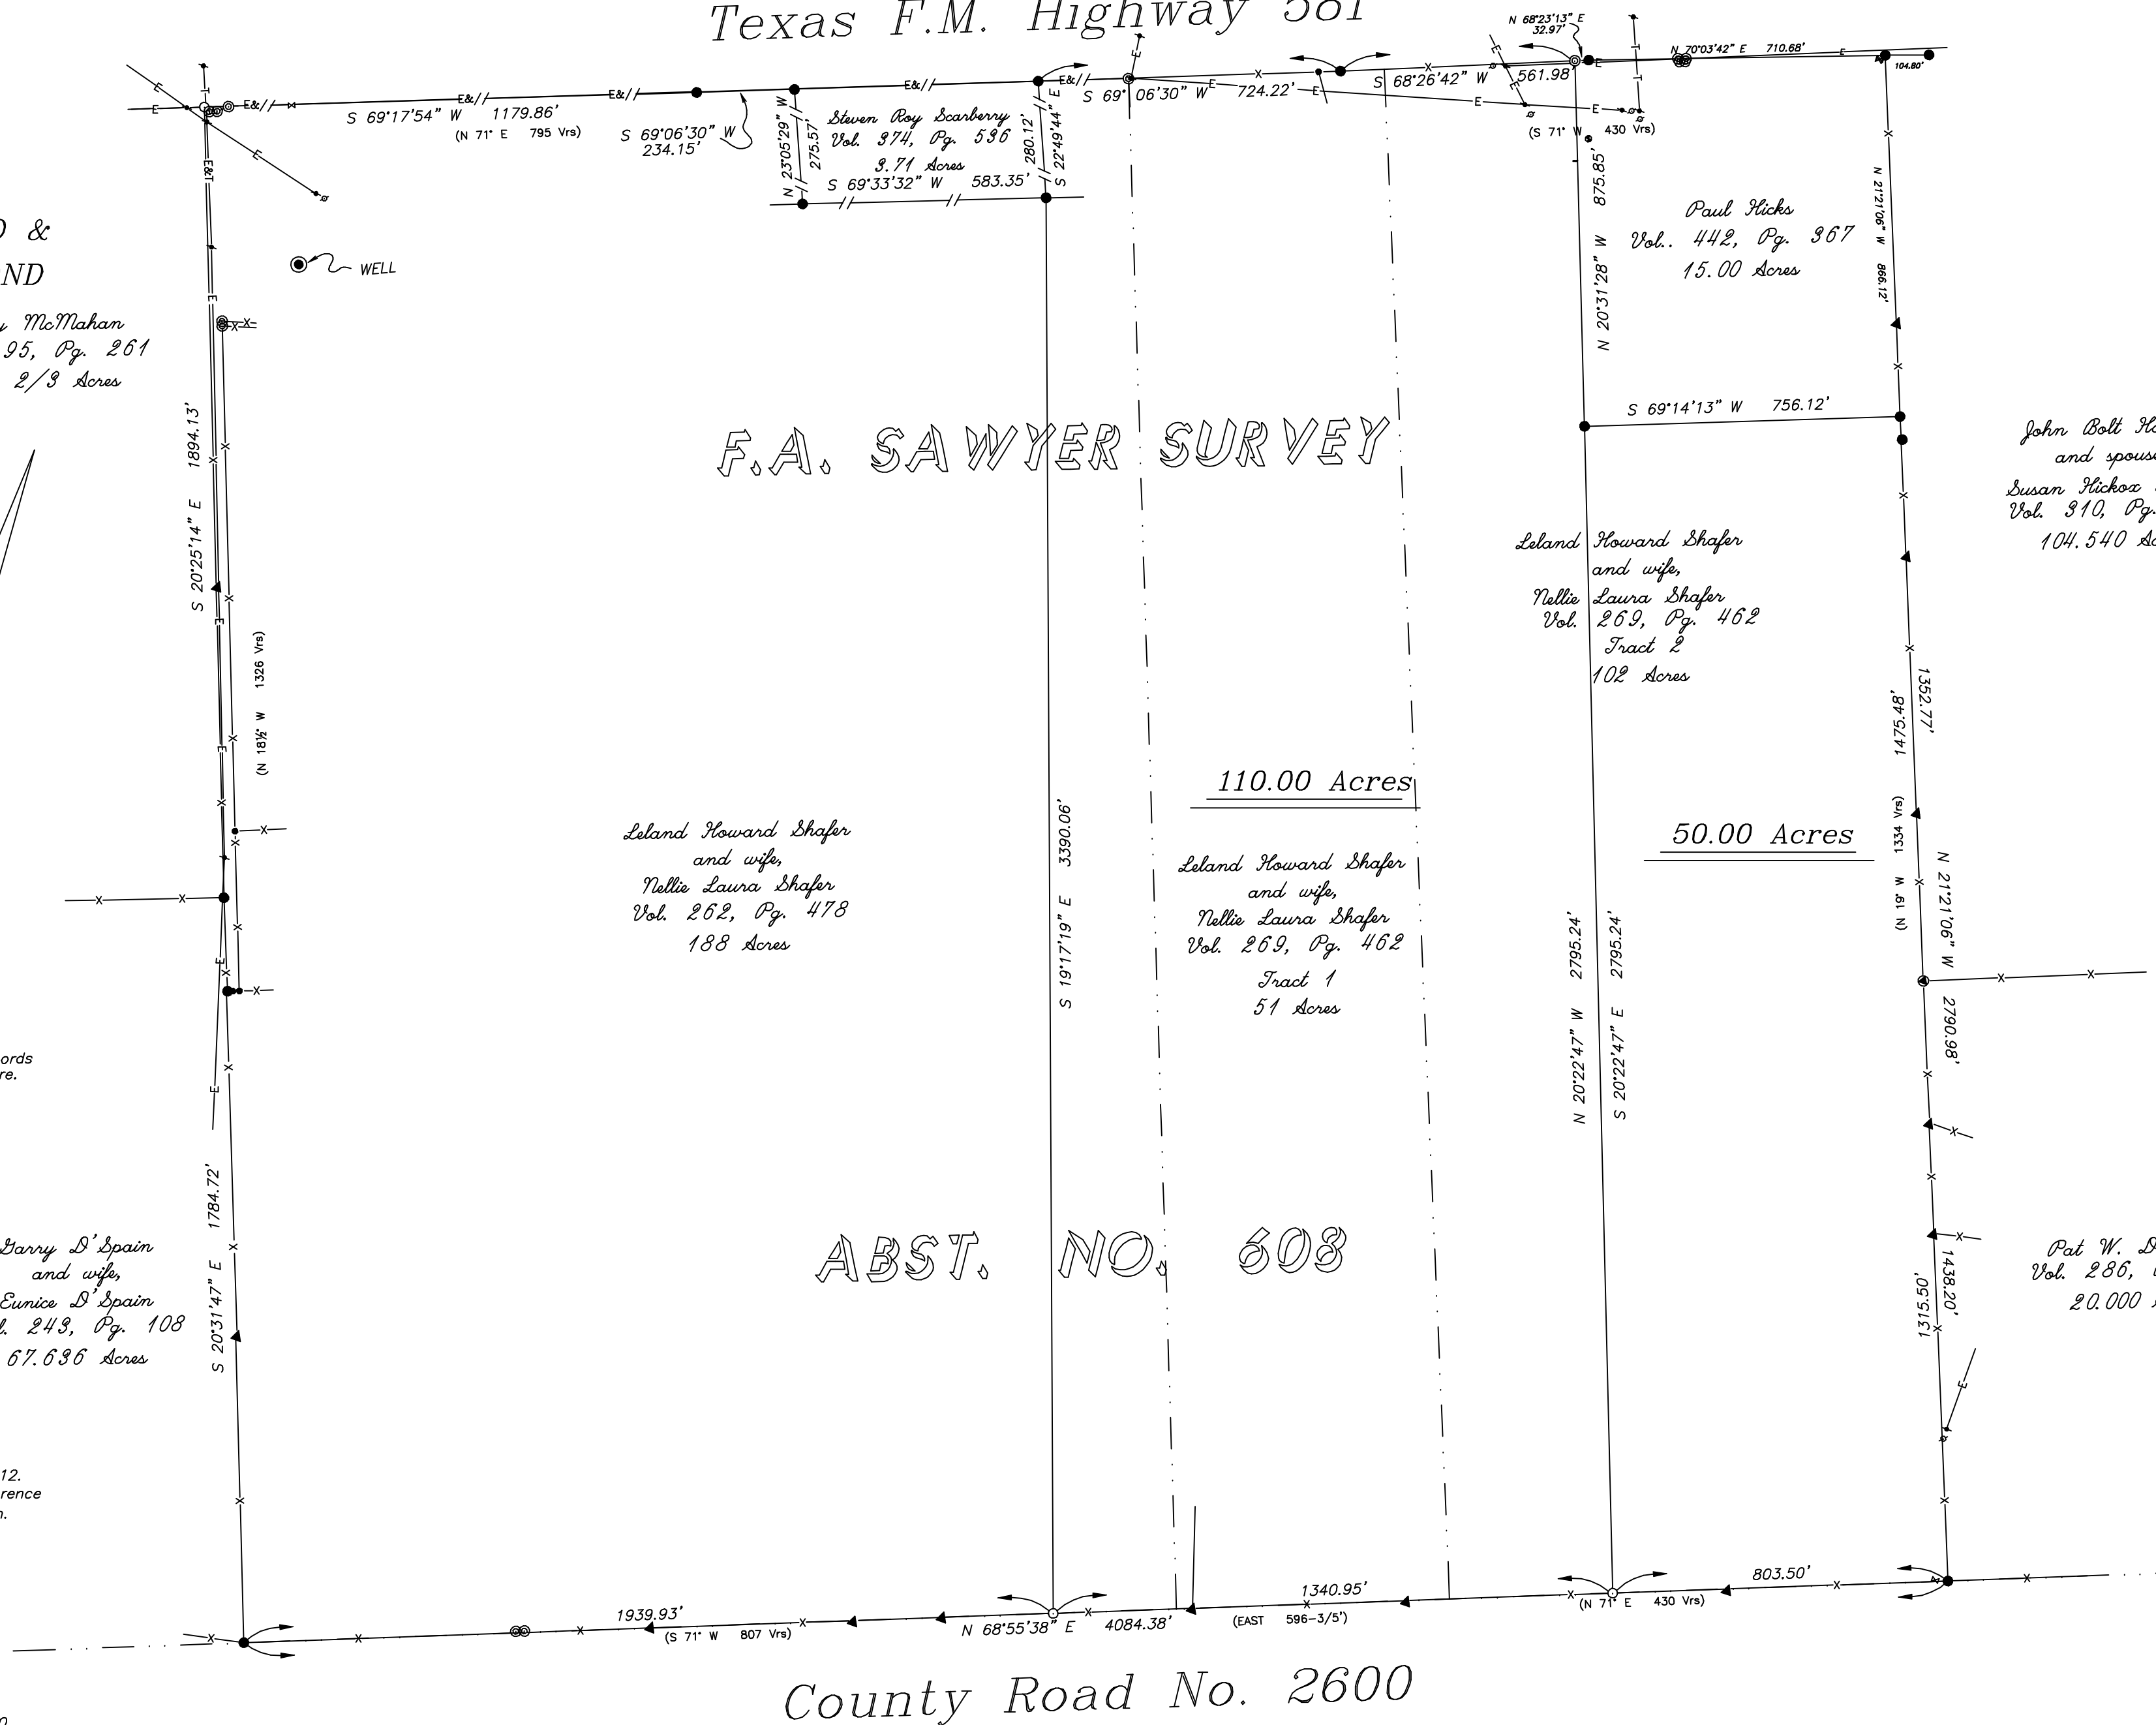 Texas F.M. Highway 581
N 68°23'13" E
32.97'
N 70°03'42" E 710.68'
104.80'
S 69°17'54" W 1179.86'
(N 71° E 795 Vrs)
S 69°06'30" W
234.15'
N 23°05'29" W
275.57'
Steven Roy Scarberry
Vol. 374, Pg. 536
3.71 Acres
S 69°33'32" W 583.35'
280.12'
S 22°49'44" E
S 69°06'30" W 724.22'
S 68°26'42" W 561.98'
(S 71° W 430 Vrs)
N 20°31'28" W 875.85'
Paul Hicks
Vol.. 442, Pg. 367
15.00 Acres
N 21°21'06" W 866.12'
S 69°14'13" W 756.12'
&
WELL
McMahan
95, Pg. 261
2/3 Acres
S 20°25'14" E 1894.13'
(N 18½° W 1326 Vrs)
F.A. SAWYER SURVEY
John Bolt
and spouse
Susan Hickox
Vol. 310, Pg.
104.540
Leland Howard Shafer
and wife,
Nellie Laura Shafer
Vol. 269, Pg. 462
Tract 2
102 Acres
1352.77'
1475.48'
(N 19° W 1334 Vrs)
N 21°21'06" W 2790.98'
110.00 Acres
50.00 Acres
Leland Howard Shafer
and wife,
Nellie Laura Shafer
Vol. 262, Pg. 478
188 Acres
S 19°17'19" E 3390.06'
Leland Howard Shafer
and wife,
Nellie Laura Shafer
Vol. 269, Pg. 462
Tract 1
51 Acres
N 20°22'47" W 2795.24'
S 20°22'47" E 2795.24'
ords
re.
S 20°31'47" E 1784.72'
Garry D'Spain
and wife,
Eunice D'Spain
243, Pg. 108
67.636 Acres
ABST. NO. 608
1438.20'
1315.50'
Pat W.
Vol. 286,
20.000
12.
rence
1939.93'
(S 71° W 807 Vrs)
N 68°55'38" E 4084.38'
1340.95'
(EAST 596-3/5')
803.50'
(N 71° E 430 Vrs)
County Road No. 2600